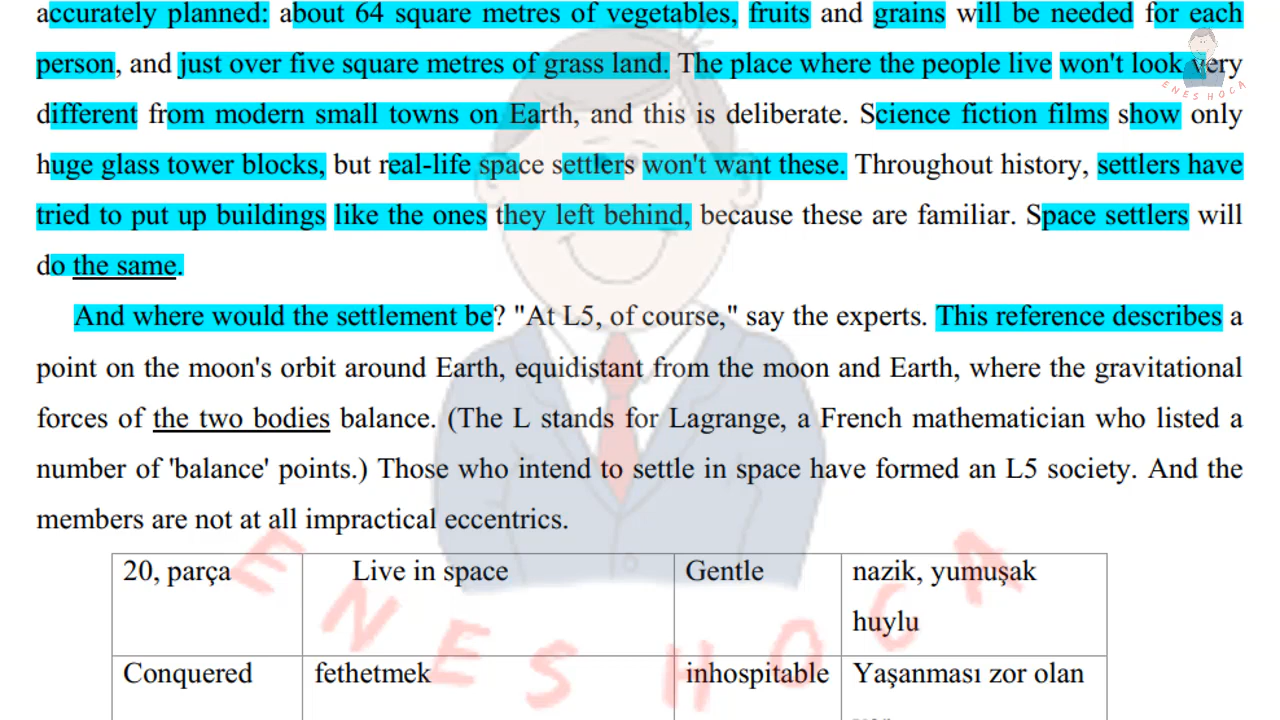 accurately planned: about 64 square metres of vegetables, fruits and grains will be needed for each
person, and just over five square metres of grass land. The place where the people live won't look very
different from modern small towns on Earth, and this is deliberate. Science fiction films show only
huge glass tower blocks, but real-life space settlers won't want these. Throughout history, settlers have
tried to put up buildings like the ones they left behind, because these are familiar. Space settlers will
do the same.
And where would the settlement be? "At L5, of course," say the experts. This reference describes a
point on the moon's orbit around Earth, equidistant from the moon and Earth, where the gravitational
forces of the two bodies balance. (The L stands for Lagrange, a French mathematician who listed a
number of 'balance' points.) Those who intend to settle in space have formed an L5 society. And the
members are not at all impractical eccentrics.
20, parça Live in space Gentle nazik, yumuşak
huylu
Conquered fethetmek inhospitable Yaşanması zor olan
ENES HOCA
ENES HOCA